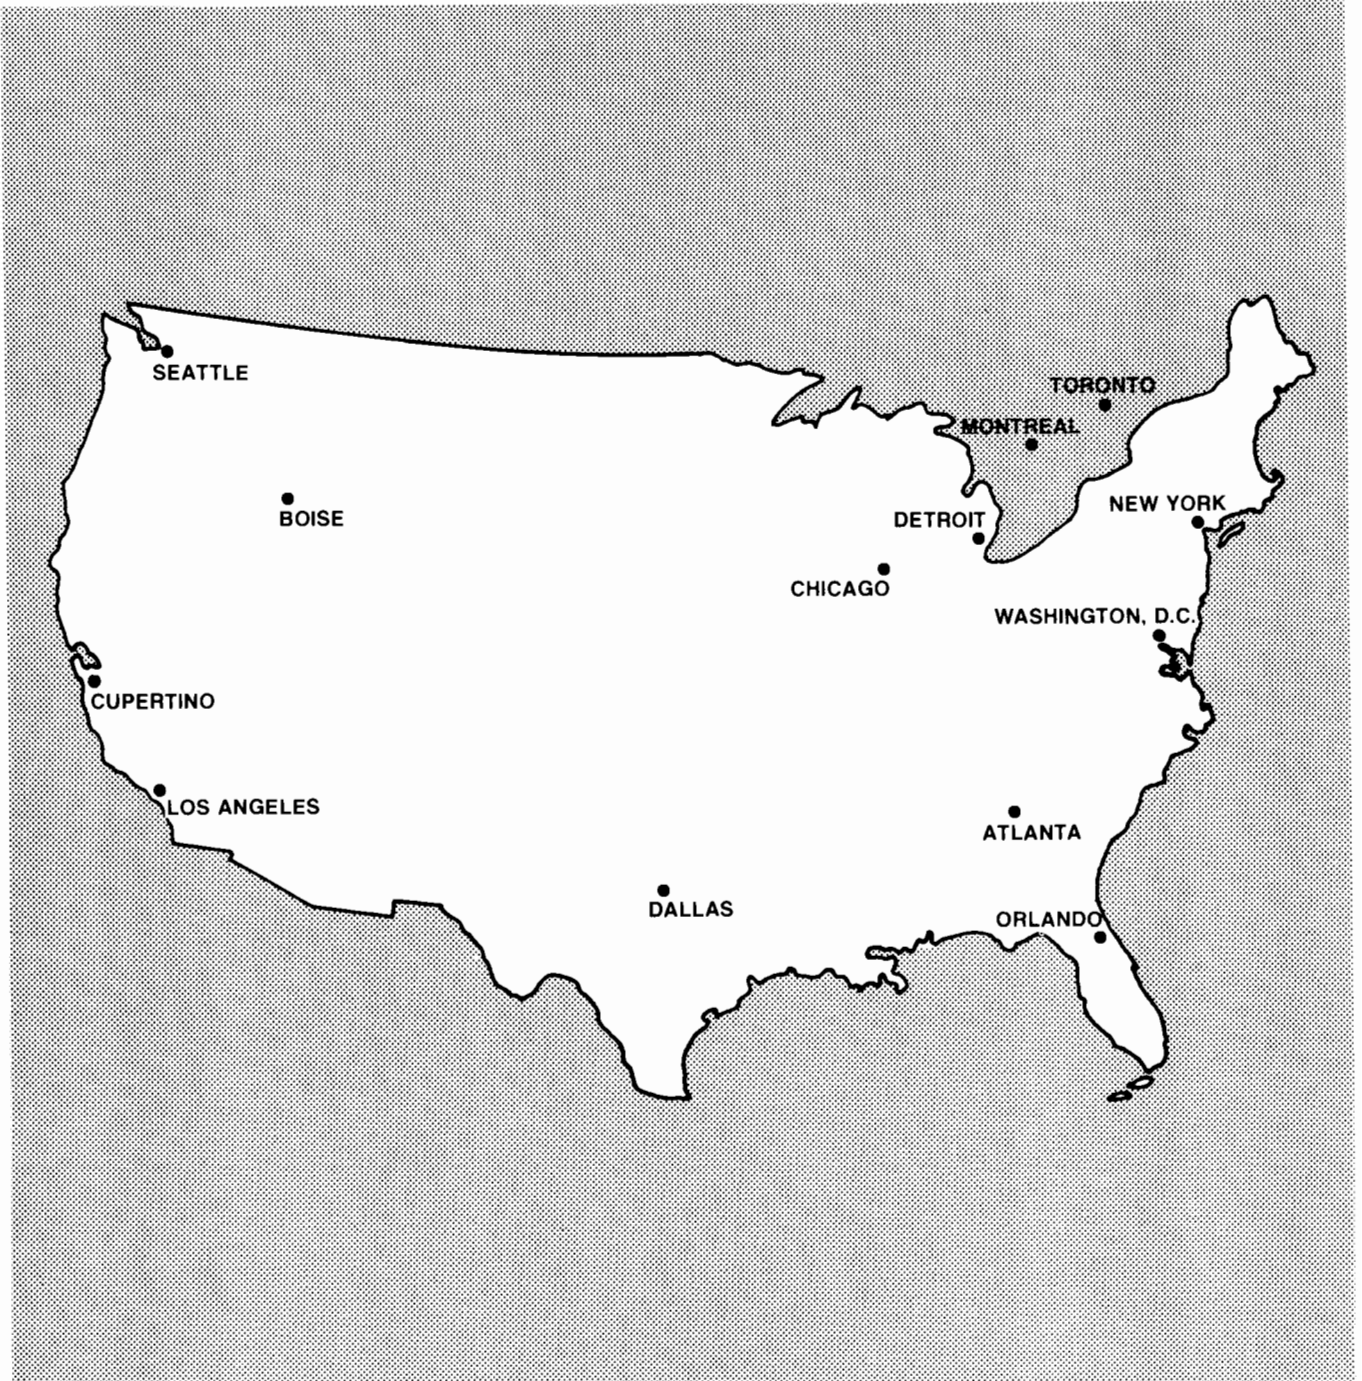 SEATTLE
TORONTO
MONTREAL
NEW YORK
BOISE
DETROIT
CHICAGO
WASHINGTON, D.C.
CUPERTINO
LOS ANGELES
ATLANTA
DALLAS
ORLANDO